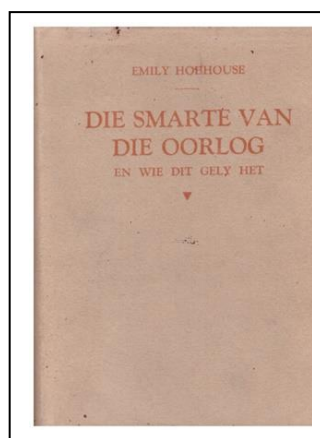 EMILY HOBHOUSE
DIE SMARTE VAN
DIE OORLOG
EN WIE DIT GELY HET